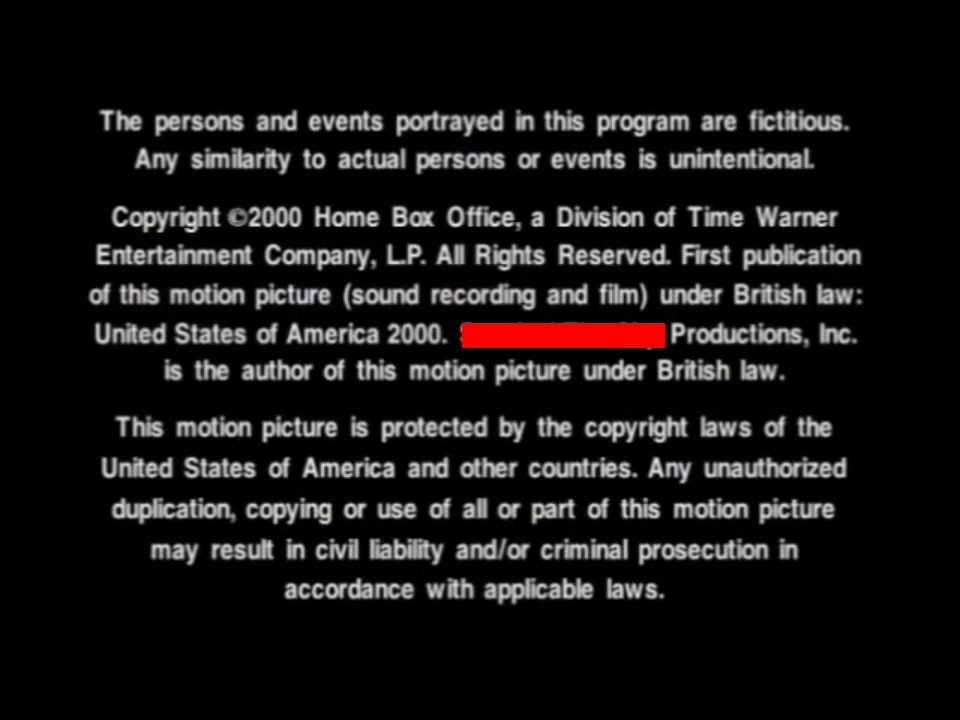 The persons and events portrayed in this program are fictitious.
Any similarity to actual persons or events is unintentional.
Copyright ©2000 Home Box Office, a Division of Time Warner
Entertainment Company, L.P. All Rights Reserved. First publication
of this motion picture (sound recording and film) under British law:
United States of America 2000. Productions, Inc.
is the author of this motion picture under British law.
This motion picture is protected by the copyright laws of the
United States of America and other countries. Any unauthorized
duplication, copying or use of all or part of this motion picture
may result in civil liability and/or criminal prosecution in
accordance with applicable laws.